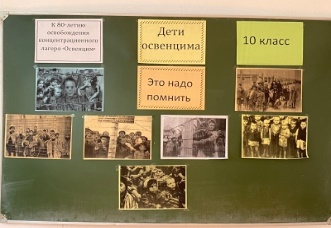 К 80-летию
освобождения
концентрационного
лагеря «Освенцим»
Дети
освенцима
10 класс
Это надо
помнить